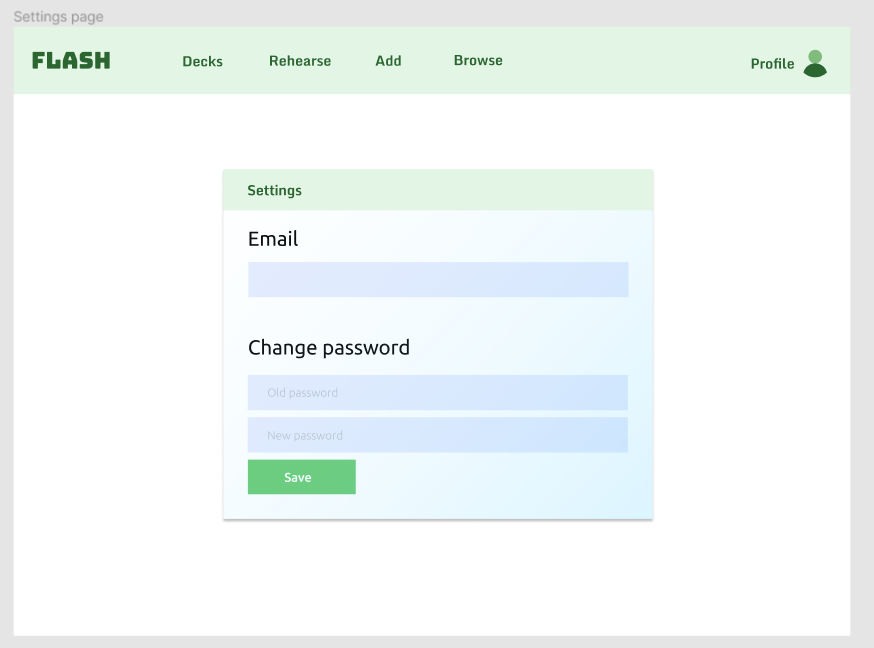 Settings page
FLASH Decks Rehearse Add Browse Profile
Settings
Email
Change password
Old password
New password
Save